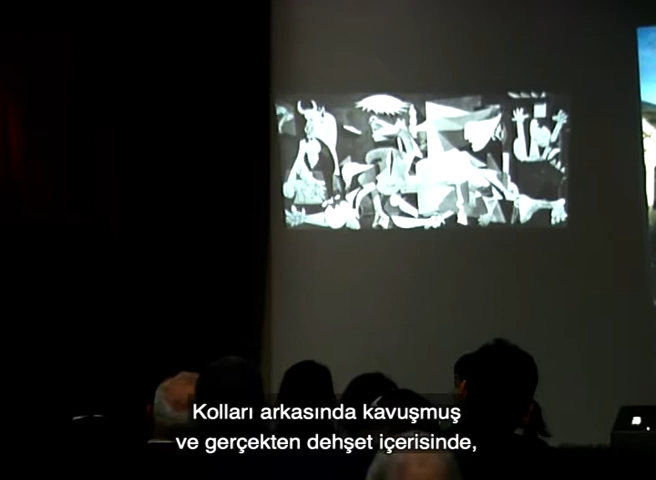 Kolları arkasında kavuşmuş
ve gerçekten dehşet içerisinde,